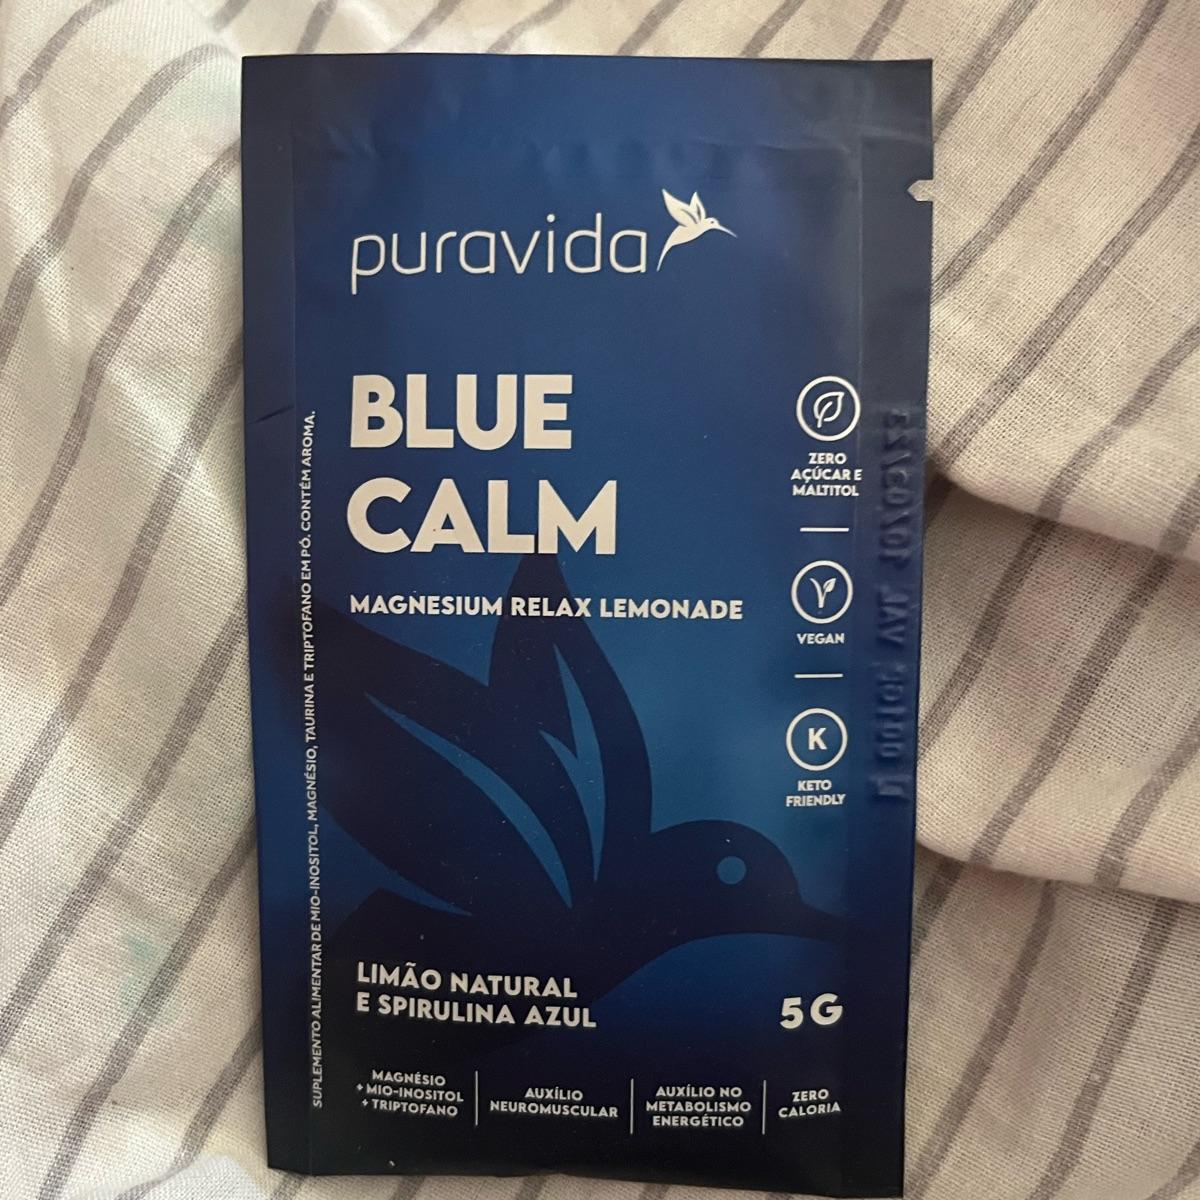 puravida
BLUE
CALM
MAGNESIUM RELAX LEMONADE
ZERO
AÇÚCAR E
MALTITOL
VEGAN
K
KETO
FRIENDLY
SUPLEMENTO ALIMENTAR DE MIO-INOSITOL, MAGNÉSIO, TAURINA E TRIPTOFANO EM PÓ. CONTÉM AROMA.
LIMÃO NATURAL
E SPIRULINA AZUL
5G
MAGNÉSIO
+ MIO-INOSITOL
+ TRIPTOFANO
AUXÍLIO
NEUROMUSCULAR
AUXÍLIO NO
METABOLISMO
ENERGÉTICO
ZERO
CALORIA